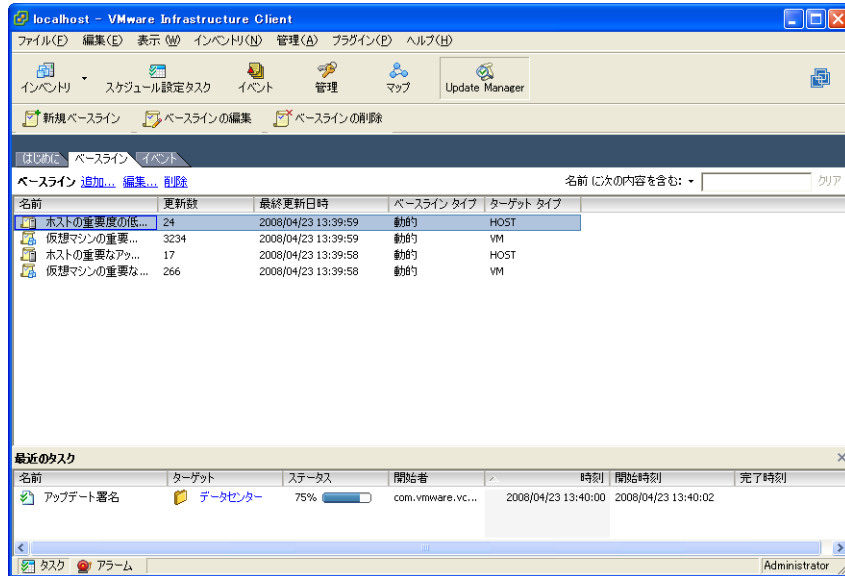 localhost - VMware Infrastructure Client
ファイル(F) 編集(E) 表示 (W) インベントリ(N) 管理(A) プラグイン(P) ヘルプ(H)
インベントリ スケジュール設定タスク イベント 管理 マップ Update Manager
新規ベースライン ベースラインの編集 ベースラインの削除
はじめに ベースライン イベント
ベースライン 追加... 編集... 削除 名前 に次の内容を含む: クリア
名前 更新数 最終更新日時 ベースライン タイプ ターゲット タイプ
ホストの重要度の低... 24 2008/04/23 13:39:59 動的 HOST
仮想マシンの重要... 3234 2008/04/23 13:39:59 動的 VM
ホストの重要なアッ... 17 2008/04/23 13:39:58 動的 HOST
仮想マシンの重要な... 266 2008/04/23 13:39:58 動的 VM
最近のタスク
名前 ターゲット ステータス 開始者 時刻 開始時刻 完了時刻
アップデート署名 データセンター 75% com.vmware.vc... 2008/04/23 13:40:00 2008/04/23 13:40:02
タスク アラーム Administrator